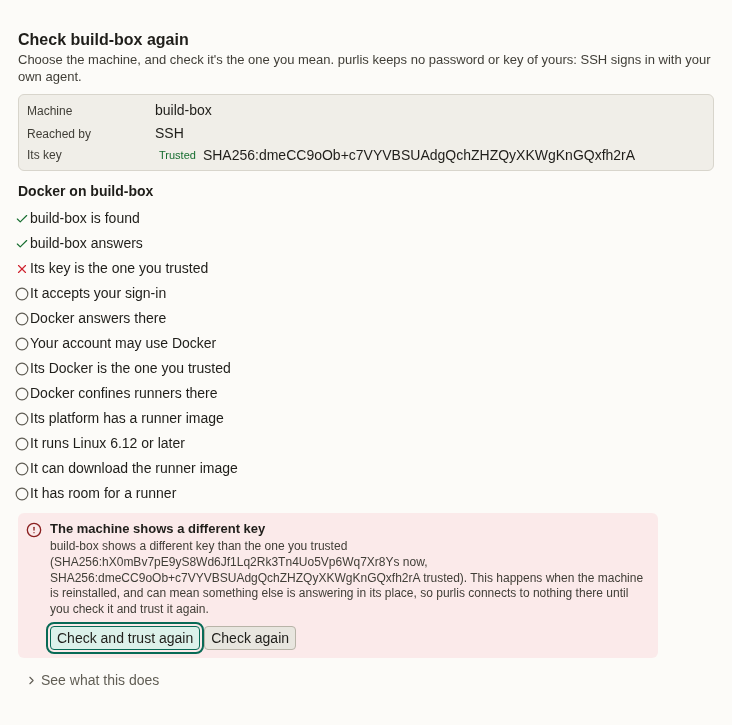 Check build-box again
Choose the machine, and check it's the one you mean. purlis keeps no password or key of yours: SSH signs in with your
own agent.
Machine build-box
Reached by SSH
Its key Trusted SHA256:dmeCC9oOb+c7VYVBSUAdgQchZHZQyXKWgKnGQxfh2rA
Docker on build-box
build-box is found
build-box answers
Its key is the one you trusted
It accepts your sign-in
Docker answers there
Your account may use Docker
Its Docker is the one you trusted
Docker confines runners there
Its platform has a runner image
It runs Linux 6.12 or later
It can download the runner image
It has room for a runner
The machine shows a different key
build-box shows a different key than the one you trusted
(SHA256:hX0mBv7pE9yS8Wd6Jf1Lq2Rk3Tn4Uo5Vp6Wq7Xr8Ys now,
SHA256:dmeCC9oOb+c7VYVBSUAdgQchZHZQyXKWgKnGQxfh2rA trusted). This happens when the machine
is reinstalled, and can mean something else is answering in its place, so purlis connects to nothing there until
you check it and trust it again.
Check and trust again Check again
See what this does